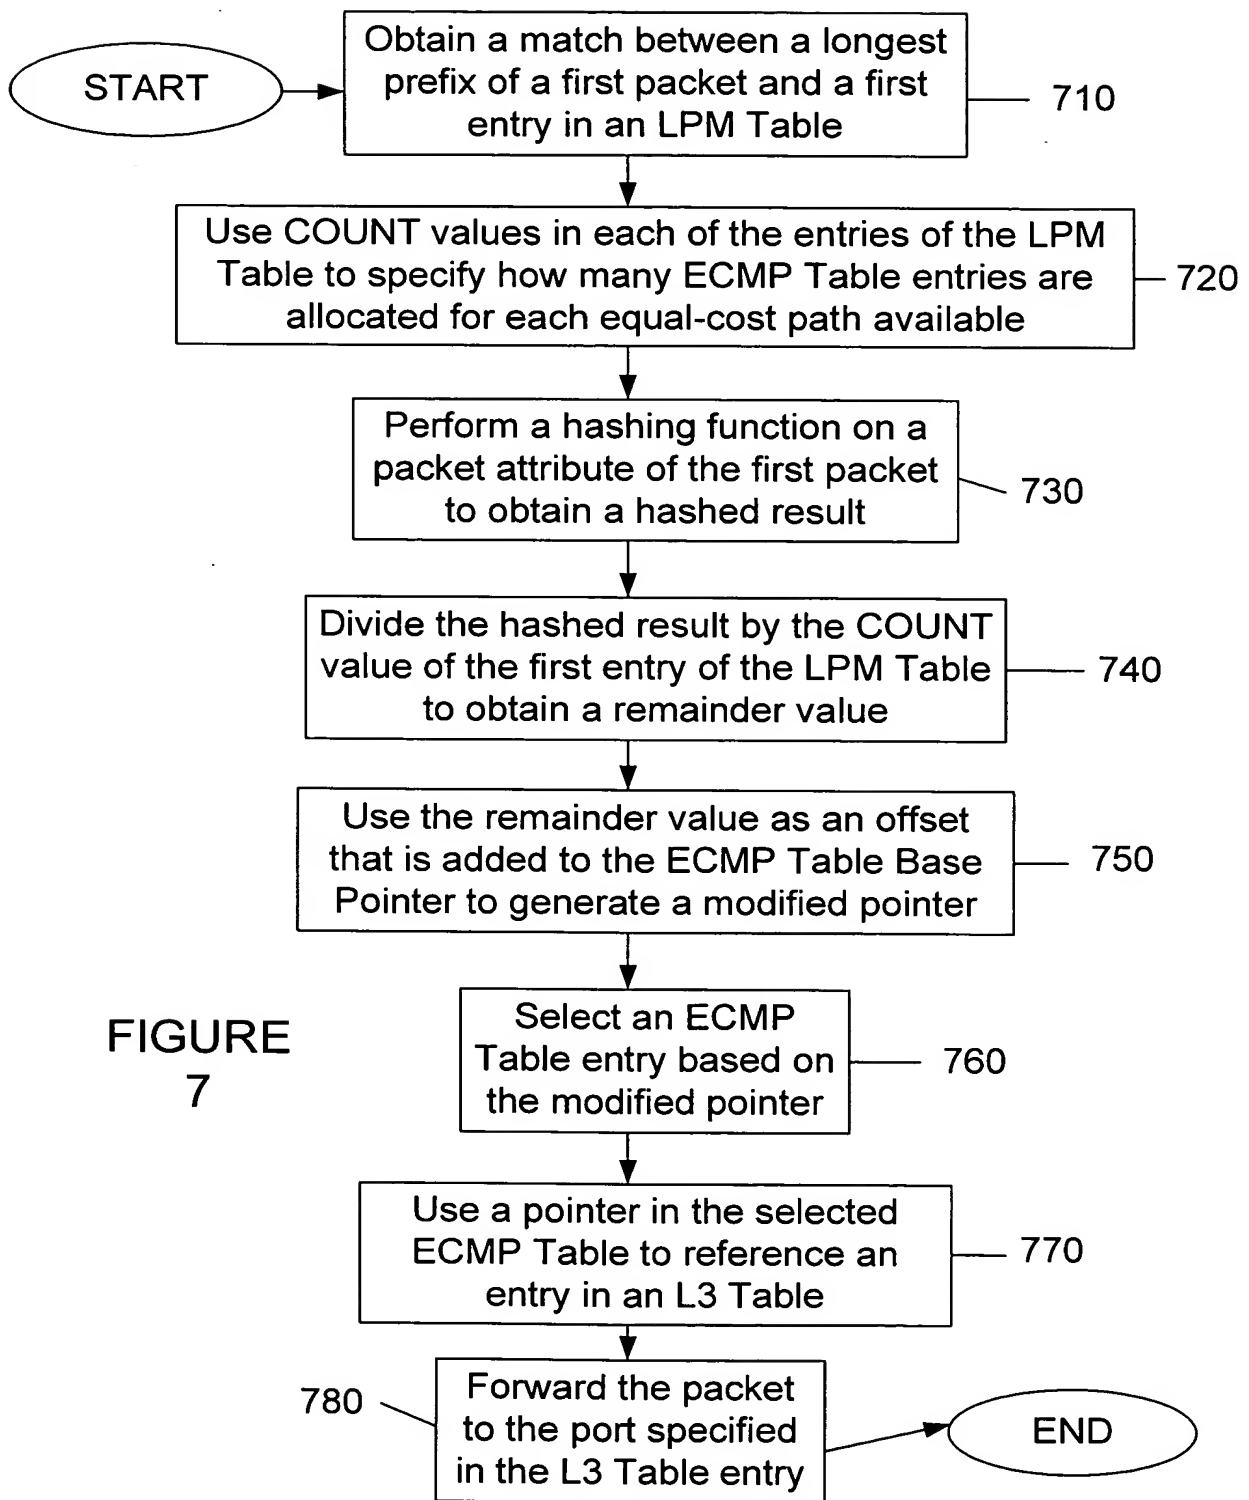 START
Obtain a match between a longest
prefix of a first packet and a first
entry in an LPM Table
710
Use COUNT values in each of the entries of the LPM
Table to specify how many ECMP Table entries are
allocated for each equal-cost path available
720
Perform a hashing function on a
packet attribute of the first packet
to obtain a hashed result
730
Divide the hashed result by the COUNT
value of the first entry of the LPM Table
to obtain a remainder value
740
Use the remainder value as an offset
that is added to the ECMP Table Base
Pointer to generate a modified pointer
750
FIGURE
7
Select an ECMP
Table entry based on
the modified pointer
760
Use a pointer in the selected
ECMP Table to reference an
entry in an L3 Table
770
780
Forward the packet
to the port specified
in the L3 Table entry
END